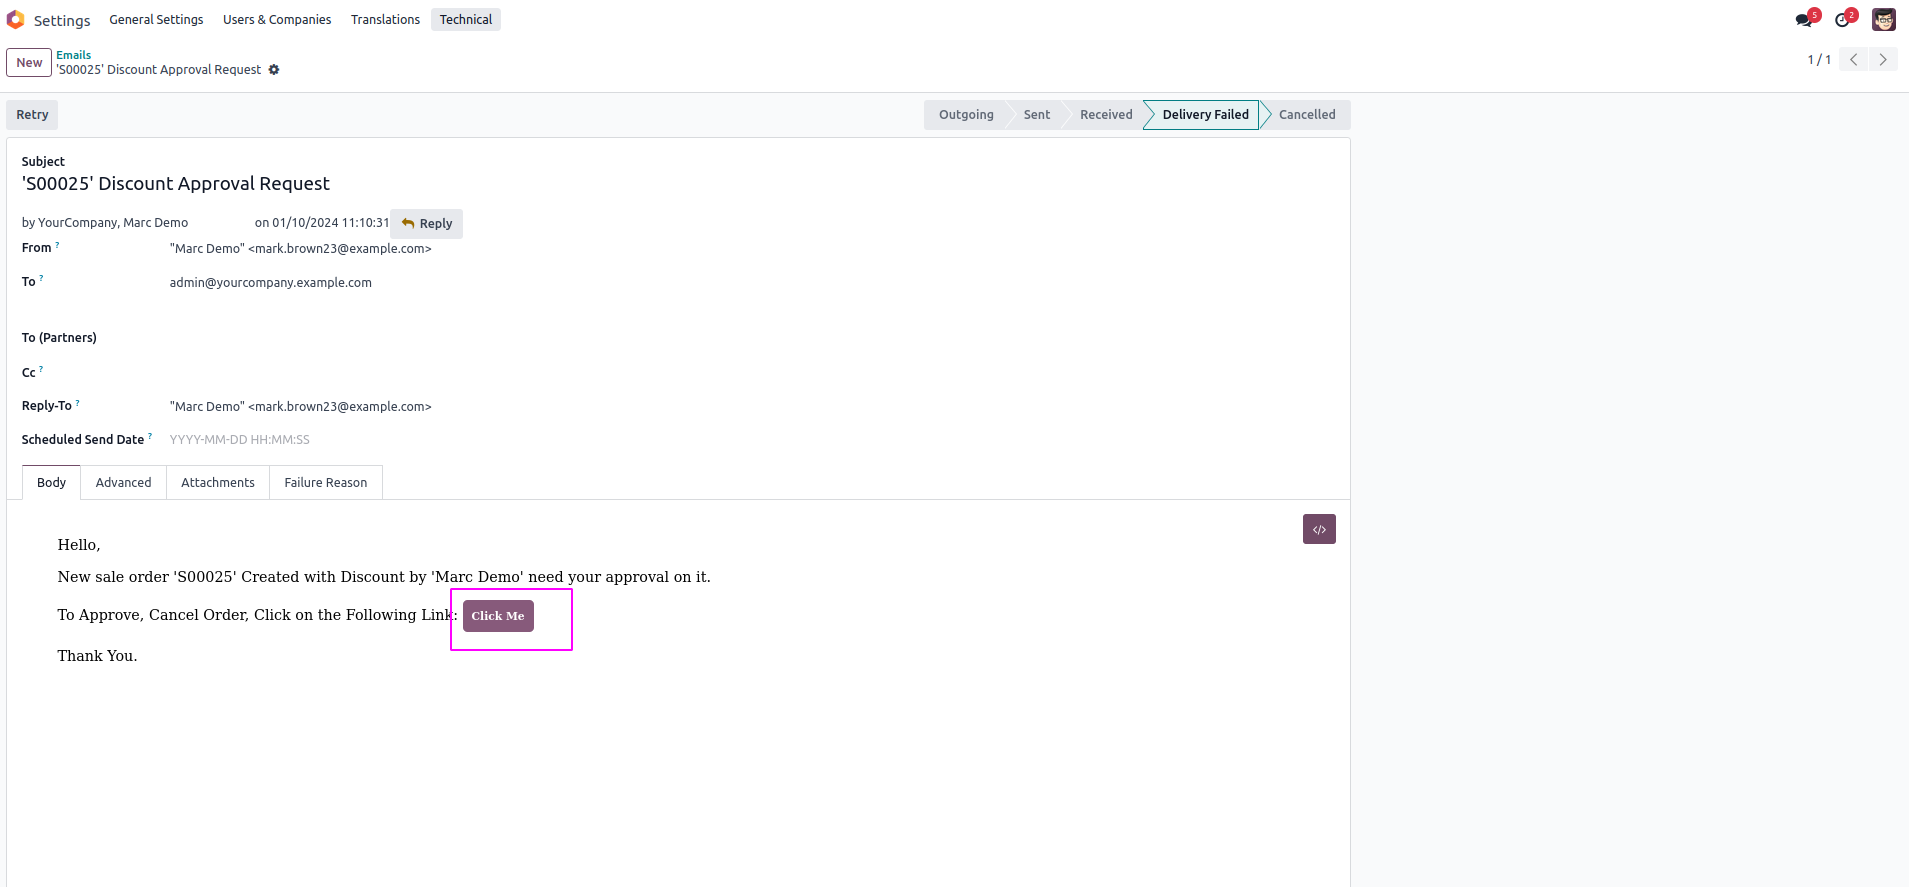 Settings General Settings Users & Companies Translations Technical 5 2
New Emails
'S00025' Discount Approval Request 1 / 1
Retry Outgoing Sent Received Delivery Failed Cancelled
Subject
'S00025' Discount Approval Request
by YourCompany, Marc Demo on 01/10/2024 11:10:31 Reply
From ? "Marc Demo" <mark.brown23@example.com>
To ? admin@yourcompany.example.com
To (Partners)
Cc ?
Reply-To ? "Marc Demo" <mark.brown23@example.com>
Scheduled Send Date ? YYYY-MM-DD HH:MM:SS
Body Advanced Attachments Failure Reason
</>
Hello,
New sale order 'S00025' Created with Discount by 'Marc Demo' need your approval on it.
To Approve, Cancel Order, Click on the Following Link: Click Me
Thank You.